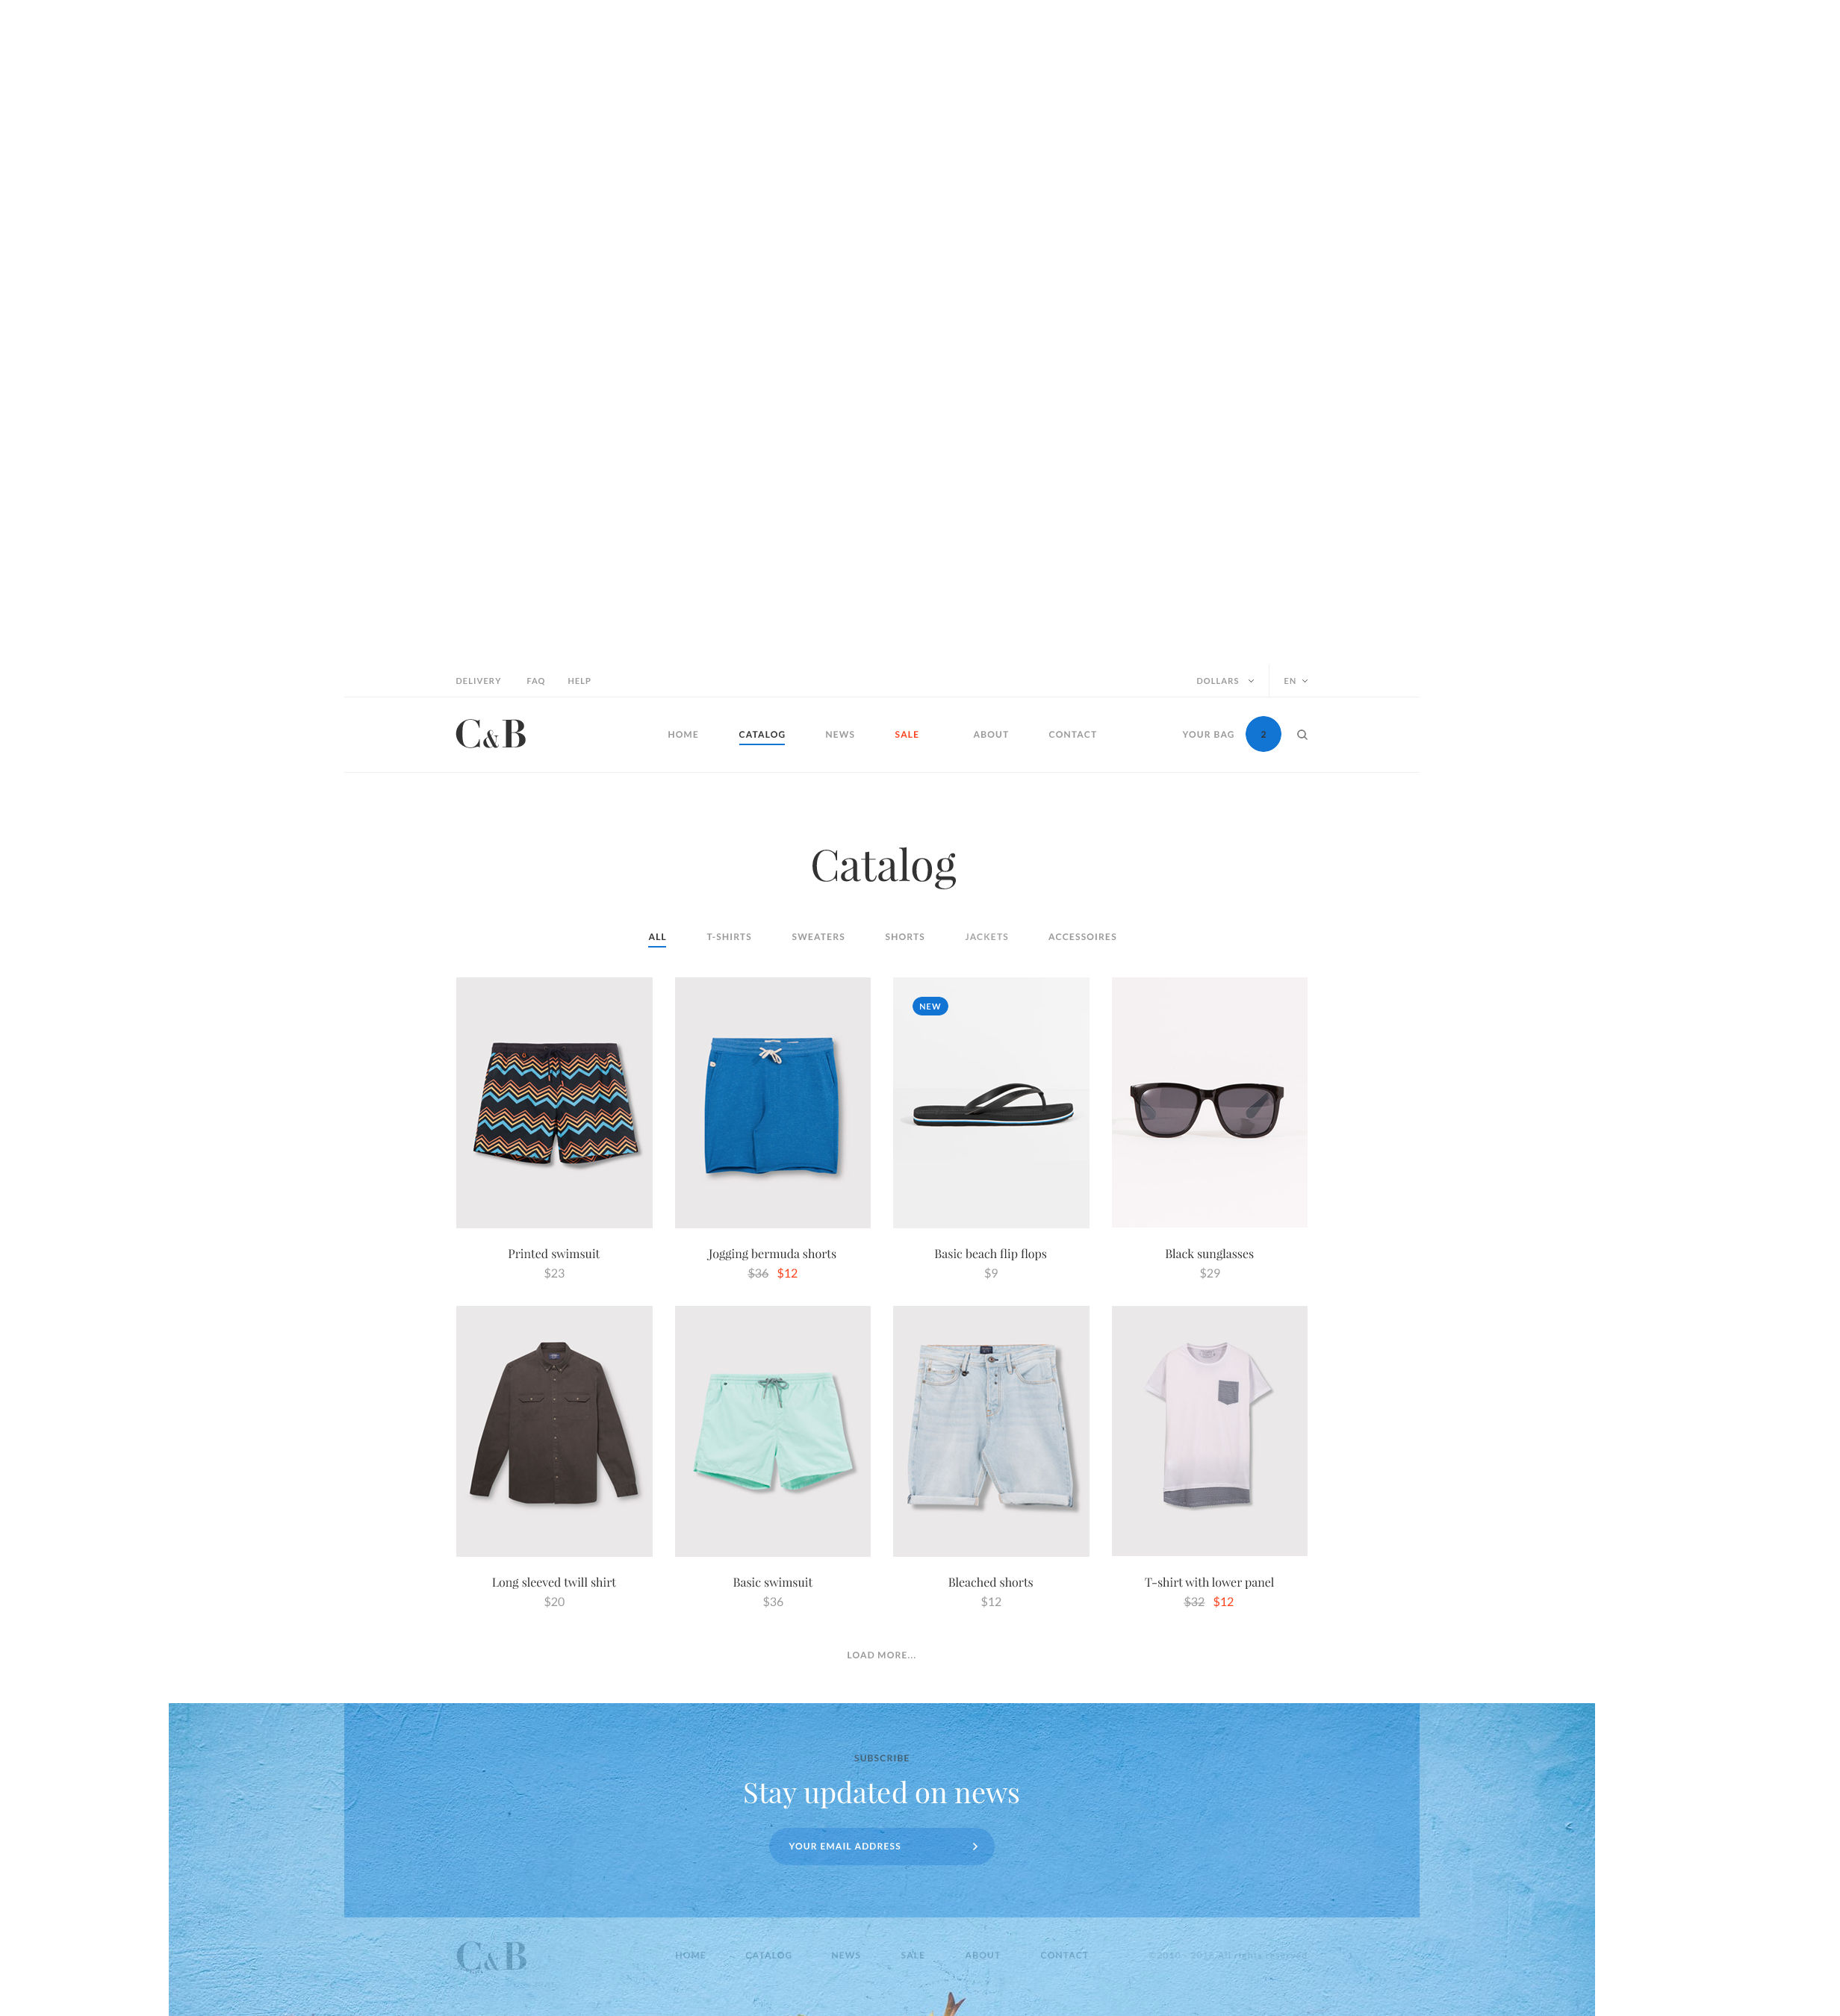 DELIVERY FAQ HELP DOLLARS EN
C&B HOME CATALOG NEWS SALE ABOUT CONTACT YOUR BAG 2
Catalog
ALL T-SHIRTS SWEATERS SHORTS JACKETS ACCESSOIRES
NEW
Printed swimsuit Jogging bermuda shorts Basic beach flip flops Black sunglasses
$23 $36 $12 $9 $29
Long sleeved twill shirt Basic swimsuit Bleached shorts T-shirt with lower panel
$20 $36 $12 $32 $12
LOAD MORE...
SUBSCRIBE
Stay updated on news
YOUR EMAIL ADDRESS
C&B HOME CATALOG NEWS SALE ABOUT CONTACT All rights reserved